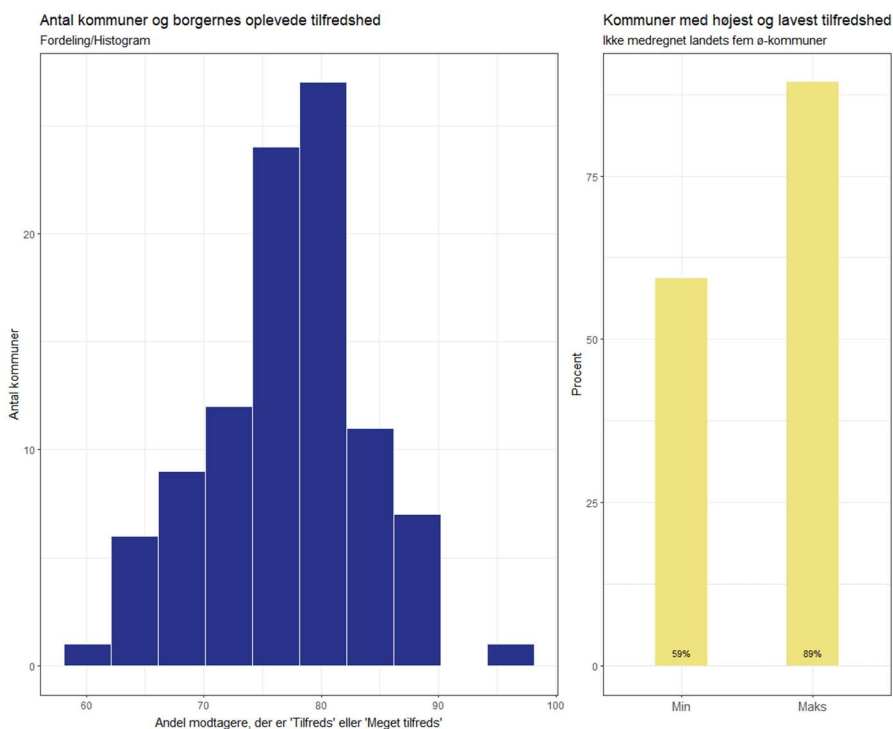 Antal kommuner og borgernes oplevede tilfredshed
Fordeling/Histogram
Antal kommuner
20
10
0
60
70
80
90
100
Andel modtagere, der er 'Tilfreds' eller 'Meget tilfreds'
Kommuner med højest og lavest tilfredshed
Ikke medregnet landets fem ø-kommuner
Procent
75
50
25
0
59%
89%
Min
Maks